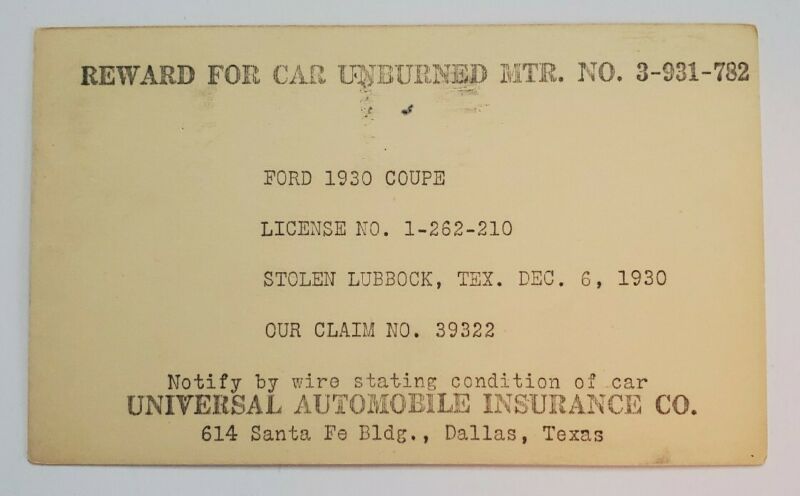 REWARD FOR CAR UNBURNED MTR. NO. 3-931-782
FORD 1930 COUPE
LICENSE NO. 1-262-210
STOLEN LUBBOCK, TEX. DEC. 6, 1930
OUR CLAIM NO. 39322
Notify by wire stating condition of car
UNIVERSAL AUTOMOBILE INSURANCE CO.
614 Santa Fe Bldg., Dallas, Texas